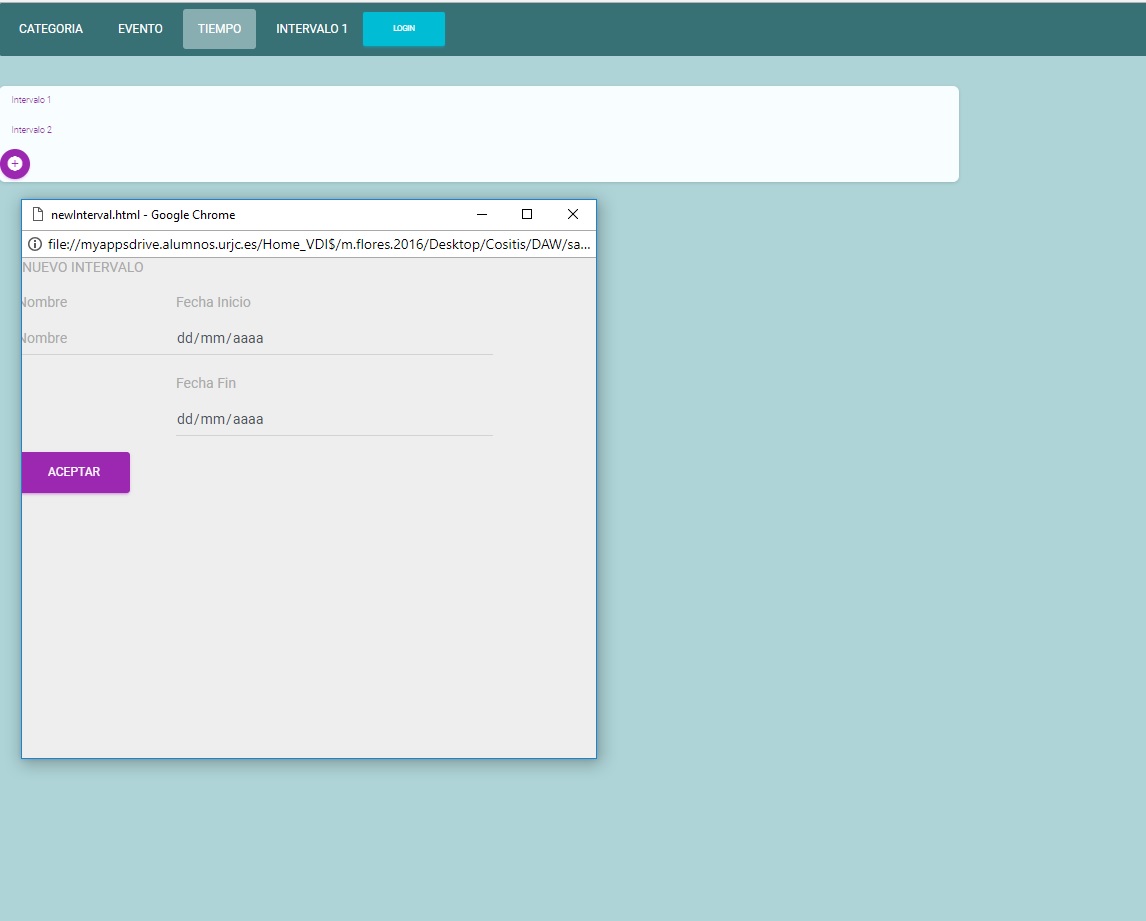 CATEGORIA EVENTO TIEMPO INTERVALO 1 LOGIN
Intervalo 1
Intervalo 2
newInterval.html - Google Chrome
file://myappsdrive.alumnos.urjc.es/Home_VDI$/m.flores.2016/Desktop/Cositis/DAW/sa...
NUEVO INTERVALO
Nombre Fecha Inicio
Nombre dd/mm/aaaa
Fecha Fin
dd/mm/aaaa
ACEPTAR